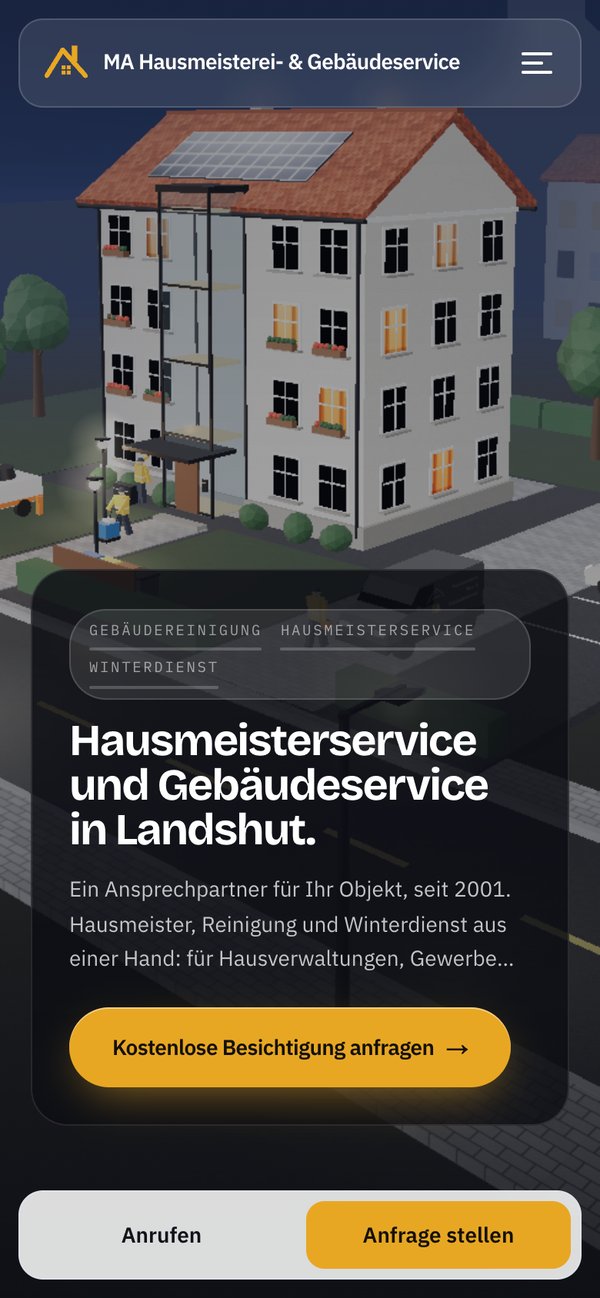 MA Hausmeisterei- & Gebäudeservice
GEBÄUDEREINIGUNG HAUSMEISTERSERVICE
WINTERDIENST
Hausmeisterservice
und Gebäudeservice
in Landshut.
Ein Ansprechpartner für Ihr Objekt, seit 2001.
Hausmeister, Reinigung und Winterdienst aus
einer Hand: für Hausverwaltungen, Gewerbe…
Kostenlose Besichtigung anfragen →
Anrufen Anfrage stellen